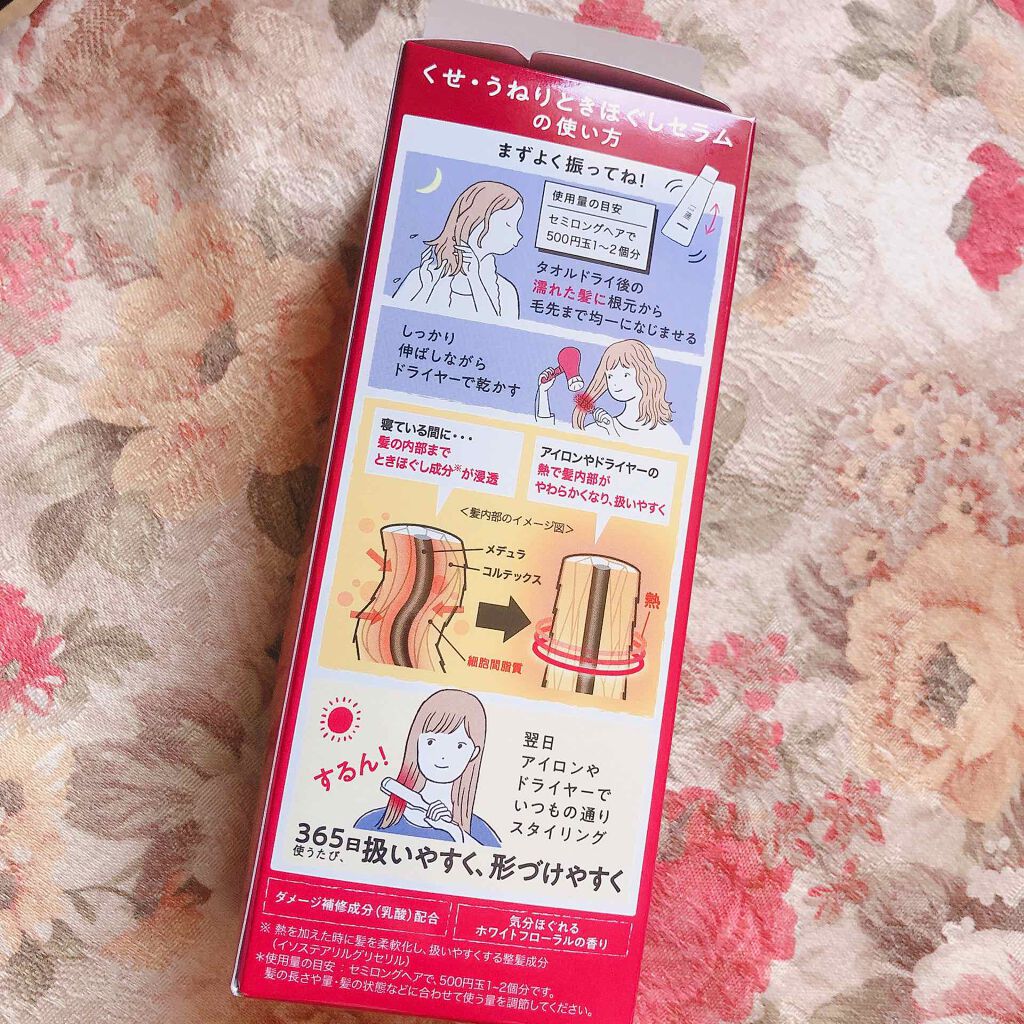 くせ・うねりときほぐしセラム
の使い方
まずよく振ってね!
使用量の目安
セミロングヘアで
500円玉1〜2個分
タオルドライ後の
濡れた髪に根元から
毛先まで均一になじませる
しっかり
伸ばしながら
ドライヤーで乾かす
寝ている間に・・・
髪の内部まで
ときほぐし成分※が浸透
アイロンやドライヤーの
熱で髪内部が
やわらかくなり、扱いやすく
<髪内部のイメージ図>
メデュラ
コルテックス
細胞間脂質
熱
するん!
翌日
アイロンや
ドライヤーで
いつもの通り
スタイリング
365日
使うたび、
扱いやすく、形づけやすく
ダメージ補修成分(乳酸)配合
気分ほぐれる
ホワイトフローラルの香り
※ 熱を加えた時に髪を柔軟化し、扱いやすくする整髪成分
(イソステアリルグリセリル)
*使用量の目安:セミロングヘアで、500円玉1〜2個分です。
髪の長さや量・髪の状態などに合わせて使う量を調節してください。